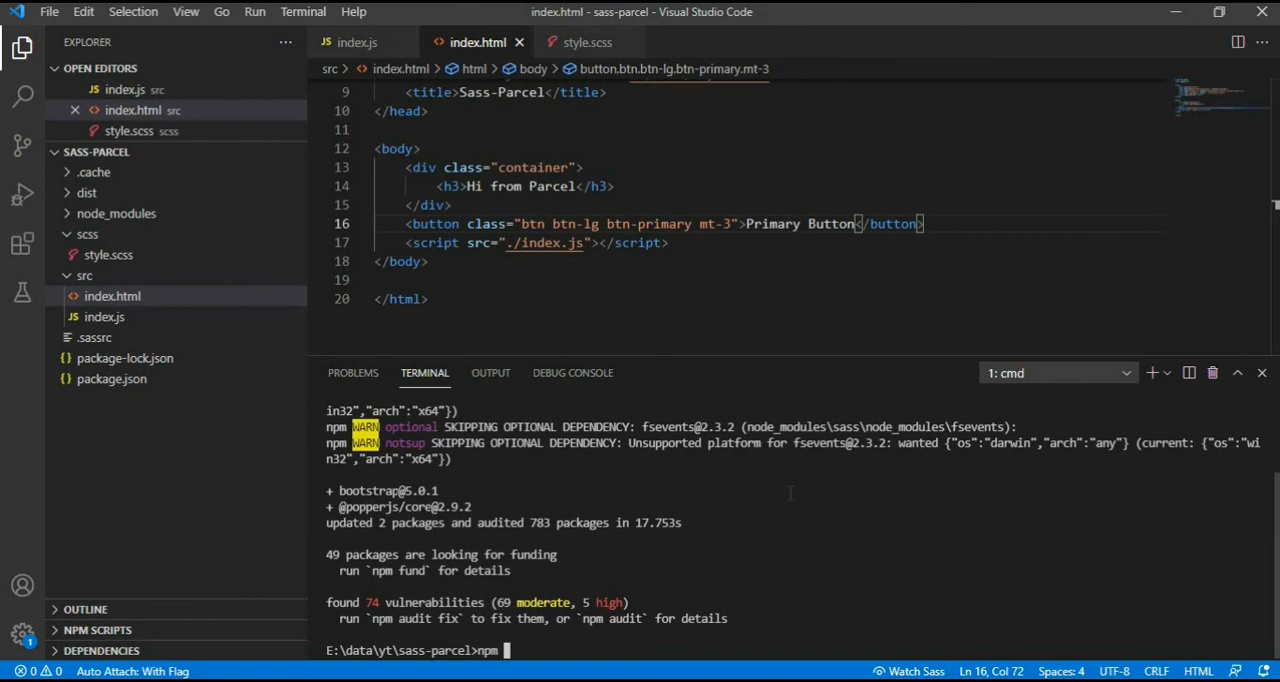 File Edit Selection View Go Run Terminal Help
index.html - sass-parcel - Visual Studio Code
EXPLORER
OPEN EDITORS
JS index.js src
index.html src
style.scss scss
SASS-PARCEL
.cache
dist
node_modules
scss
style.scss
src
<> index.html
JS index.js
.sassrc
{} package-lock.json
{} package.json
OUTLINE
NPM SCRIPTS
DEPENDENCIES
1
JS index.js <> index.html style.scss
src > <> index.html > html > body > button.btn.btn-lg.btn-primary.mt-3
9 <title>Sass-Parcel</title>
10 </head>
11
12 <body>
13 <div class="container">
14 <h3>Hi from Parcel</h3>
15 </div>
16 <button class="btn btn-lg btn-primary mt-3">Primary Button</button>
17 <script src="./index.js"></script>
18 </body>
19
20 </html>
PROBLEMS TERMINAL OUTPUT DEBUG CONSOLE
1: cmd
in32","arch":"x64"})
npm WARN optional SKIPPING OPTIONAL DEPENDENCY: fsevents@2.3.2 (node_modules\sass\node_modules\fsevents):
npm WARN notsup SKIPPING OPTIONAL DEPENDENCY: Unsupported platform for fsevents@2.3.2: wanted {"os":"darwin","arch":"any"} (current: {"os":"wi
n32","arch":"x64"})
+ bootstrap@5.0.1
+ @popperjs/core@2.9.2
updated 2 packages and audited 783 packages in 17.753s
49 packages are looking for funding
run `npm fund` for details
found 74 vulnerabilities (69 moderate, 5 high)
run `npm audit fix` to fix them, or `npm audit` for details
E:\data\yt\sass-parcel>npm
0 0 Auto Attach: With Flag
Watch Sass Ln 16, Col 72 Spaces: 4 UTF-8 CRLF HTML